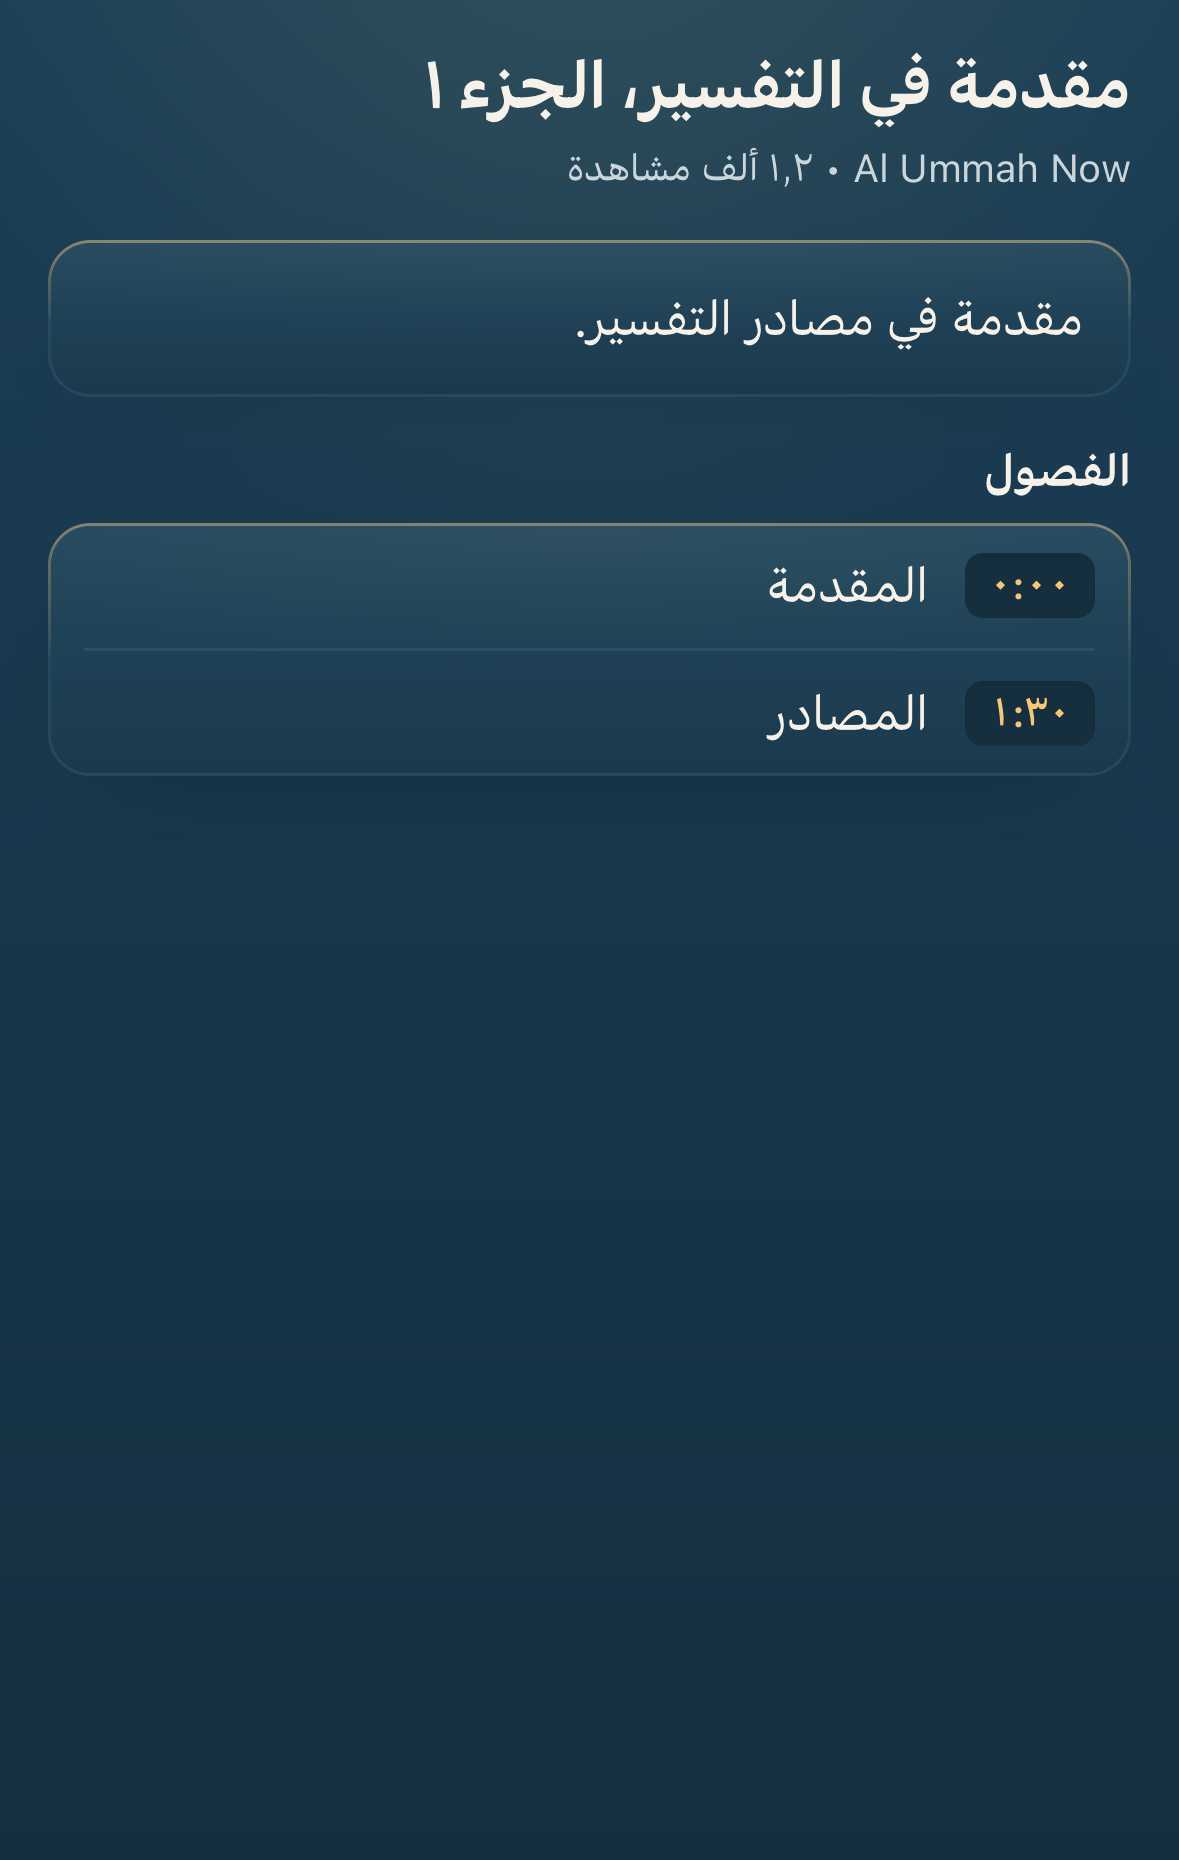 مقدمة في التفسير، الجزء ١
Al Ummah Now • ١,٢ ألف مشاهدة
مقدمة في مصادر التفسير.
الفصول
٠:٠٠ المقدمة
١:٣٠ المصادر